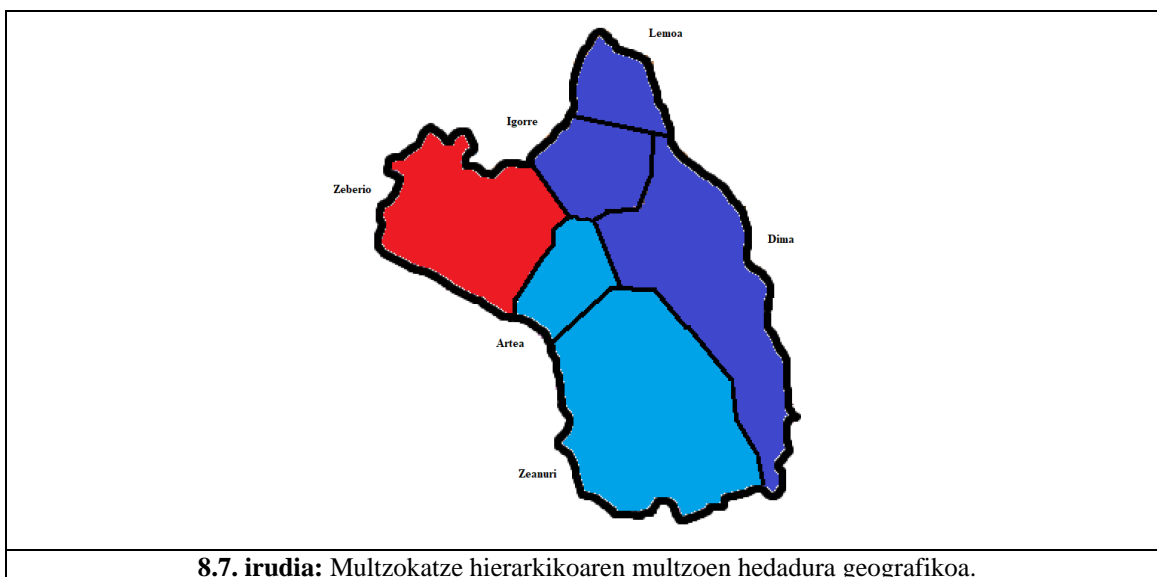 Lemoa
Igorre
Zeberio
Dima
Artea
Zeanuri
8.7. irudia: Multzokatze hierarkikoaren multzoen hedadura geografikoa.